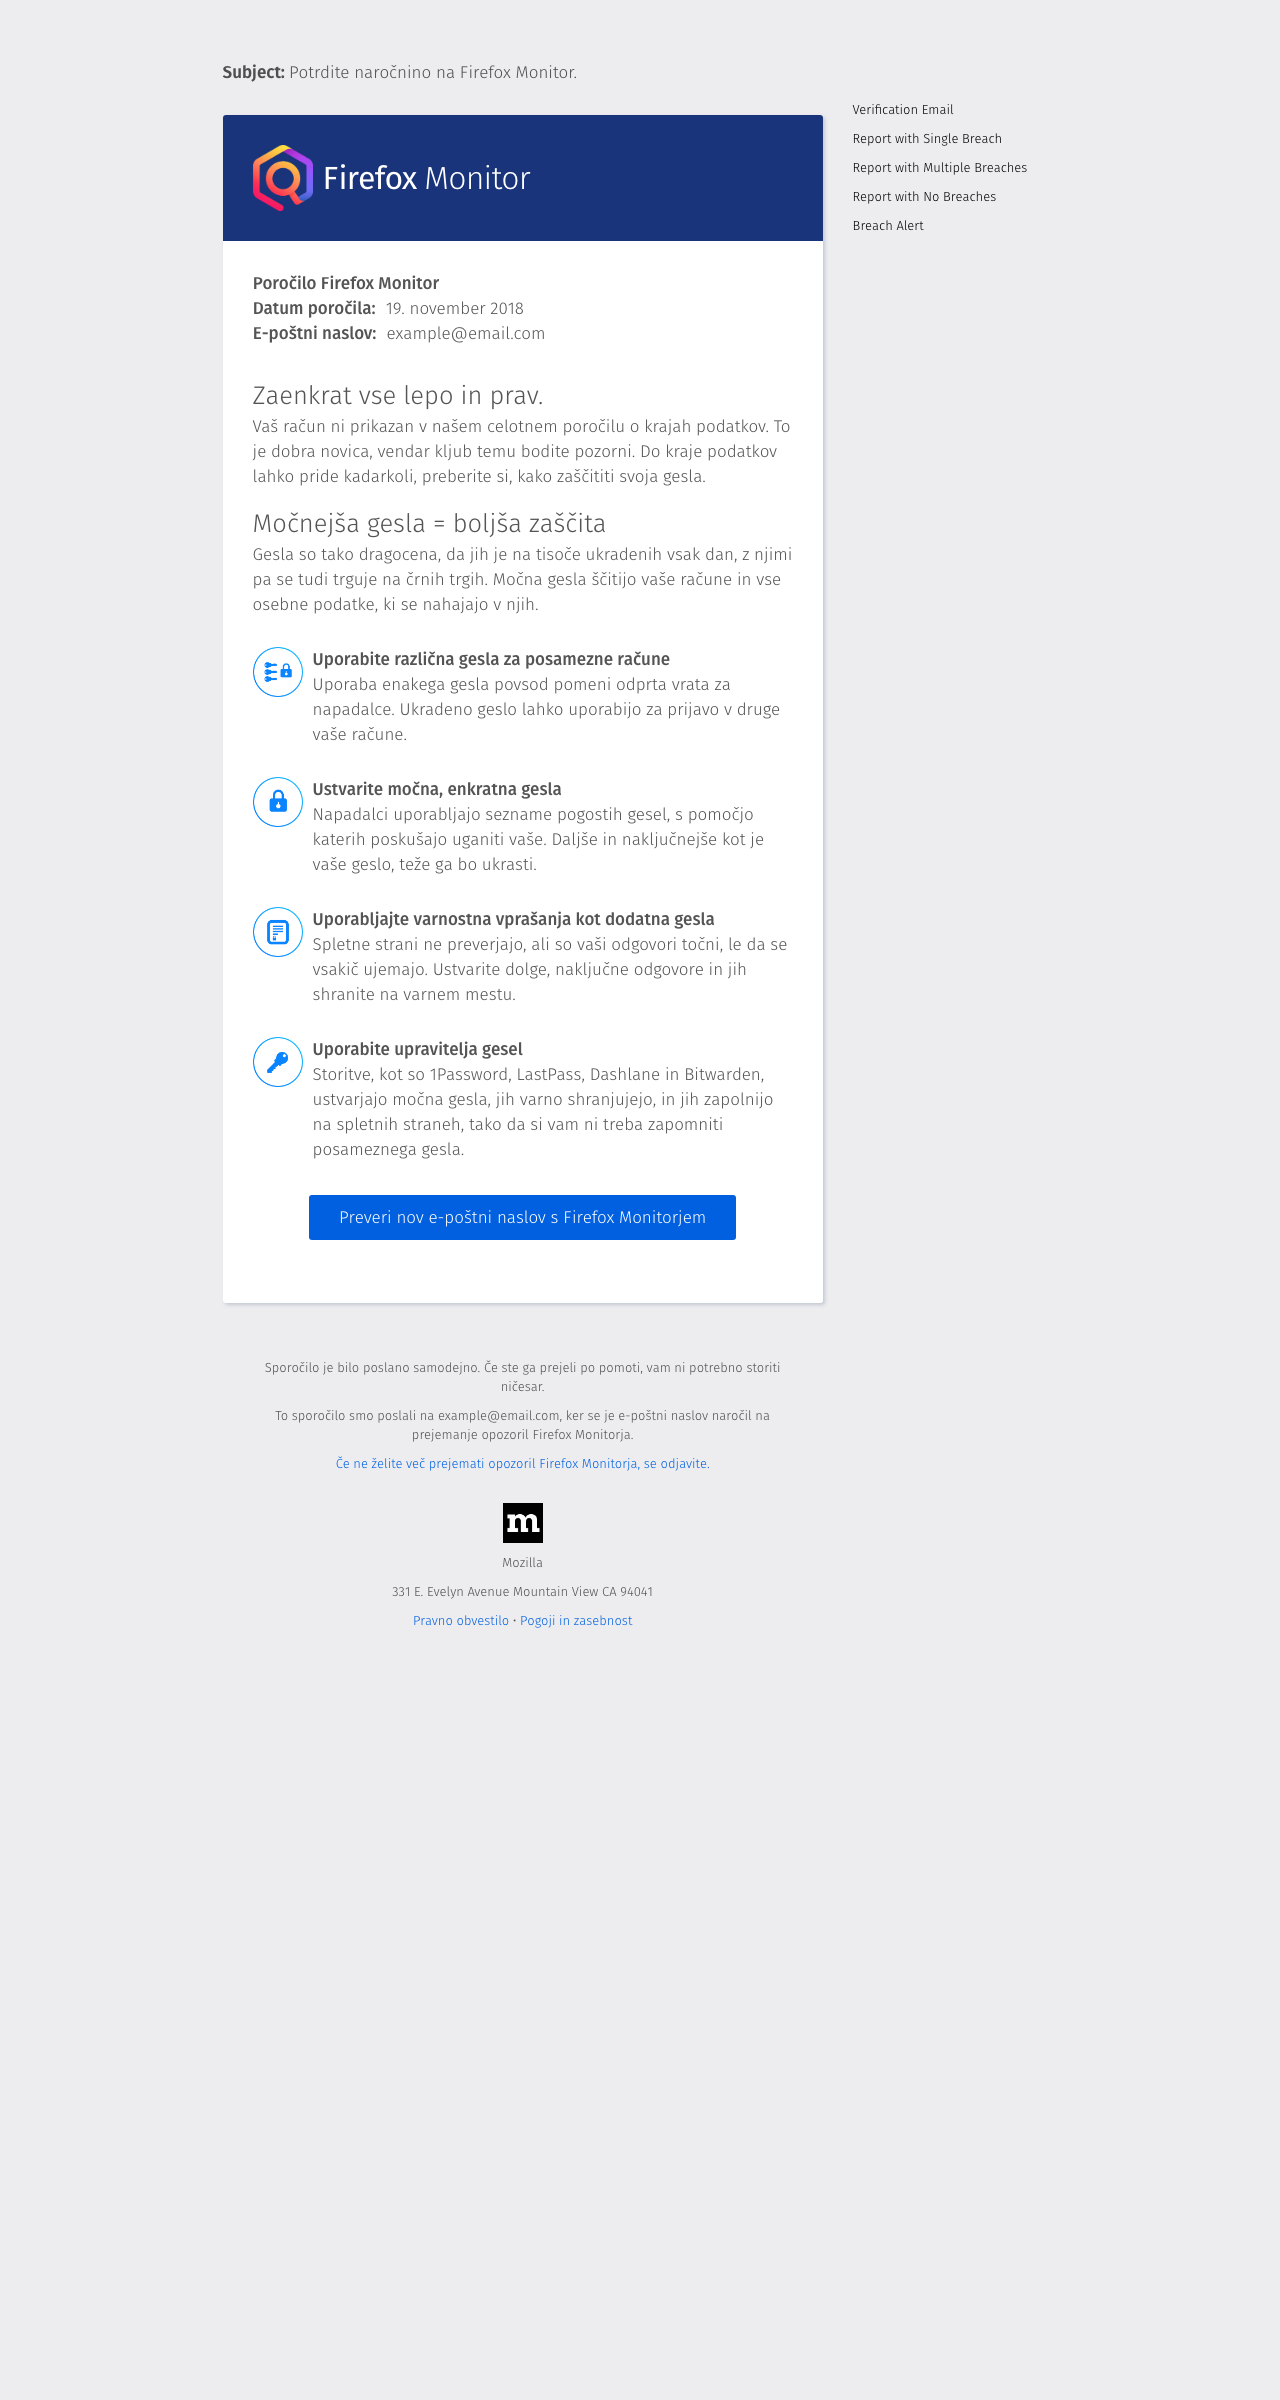 Subject: Potrdite naročnino na Firefox Monitor.
Verification Email
Report with Single Breach
Report with Multiple Breaches
Report with No Breaches
Breach Alert
Firefox Monitor
Poročilo Firefox Monitor
Datum poročila: 19. november 2018
E-poštni naslov: example@email.com
Zaenkrat vse lepo in prav.
Vaš račun ni prikazan v našem celotnem poročilu o krajah podatkov. To
je dobra novica, vendar kljub temu bodite pozorni. Do kraje podatkov
lahko pride kadarkoli, preberite si, kako zaščititi svoja gesla.
Močnejša gesla = boljša zaščita
Gesla so tako dragocena, da jih je na tisoče ukradenih vsak dan, z njimi
pa se tudi trguje na črnih trgih. Močna gesla ščitijo vaše račune in vse
osebne podatke, ki se nahajajo v njih.
Uporabite različna gesla za posamezne račune
Uporaba enakega gesla povsod pomeni odprta vrata za
napadalce. Ukradeno geslo lahko uporabijo za prijavo v druge
vaše račune.
Ustvarite močna, enkratna gesla
Napadalci uporabljajo sezname pogostih gesel, s pomočjo
katerih poskušajo uganiti vaše. Daljše in naključnejše kot je
vaše geslo, teže ga bo ukrasti.
Uporabljajte varnostna vprašanja kot dodatna gesla
Spletne strani ne preverjajo, ali so vaši odgovori točni, le da se
vsakič ujemajo. Ustvarite dolge, naključne odgovore in jih
shranite na varnem mestu.
Uporabite upravitelja gesel
Storitve, kot so 1Password, LastPass, Dashlane in Bitwarden,
ustvarjajo močna gesla, jih varno shranjujejo, in jih zapolnijo
na spletnih straneh, tako da si vam ni treba zapomniti
posameznega gesla.
Preveri nov e-poštni naslov s Firefox Monitorjem
Sporočilo je bilo poslano samodejno. Če ste ga prejeli po pomoti, vam ni potrebno storiti
ničesar.
To sporočilo smo poslali na example@email.com, ker se je e-poštni naslov naročil na
prejemanje opozoril Firefox Monitorja.
Če ne želite več prejemati opozoril Firefox Monitorja, se odjavite.
m
Mozilla
331 E. Evelyn Avenue Mountain View CA 94041
Pravno obvestilo • Pogoji in zasebnost